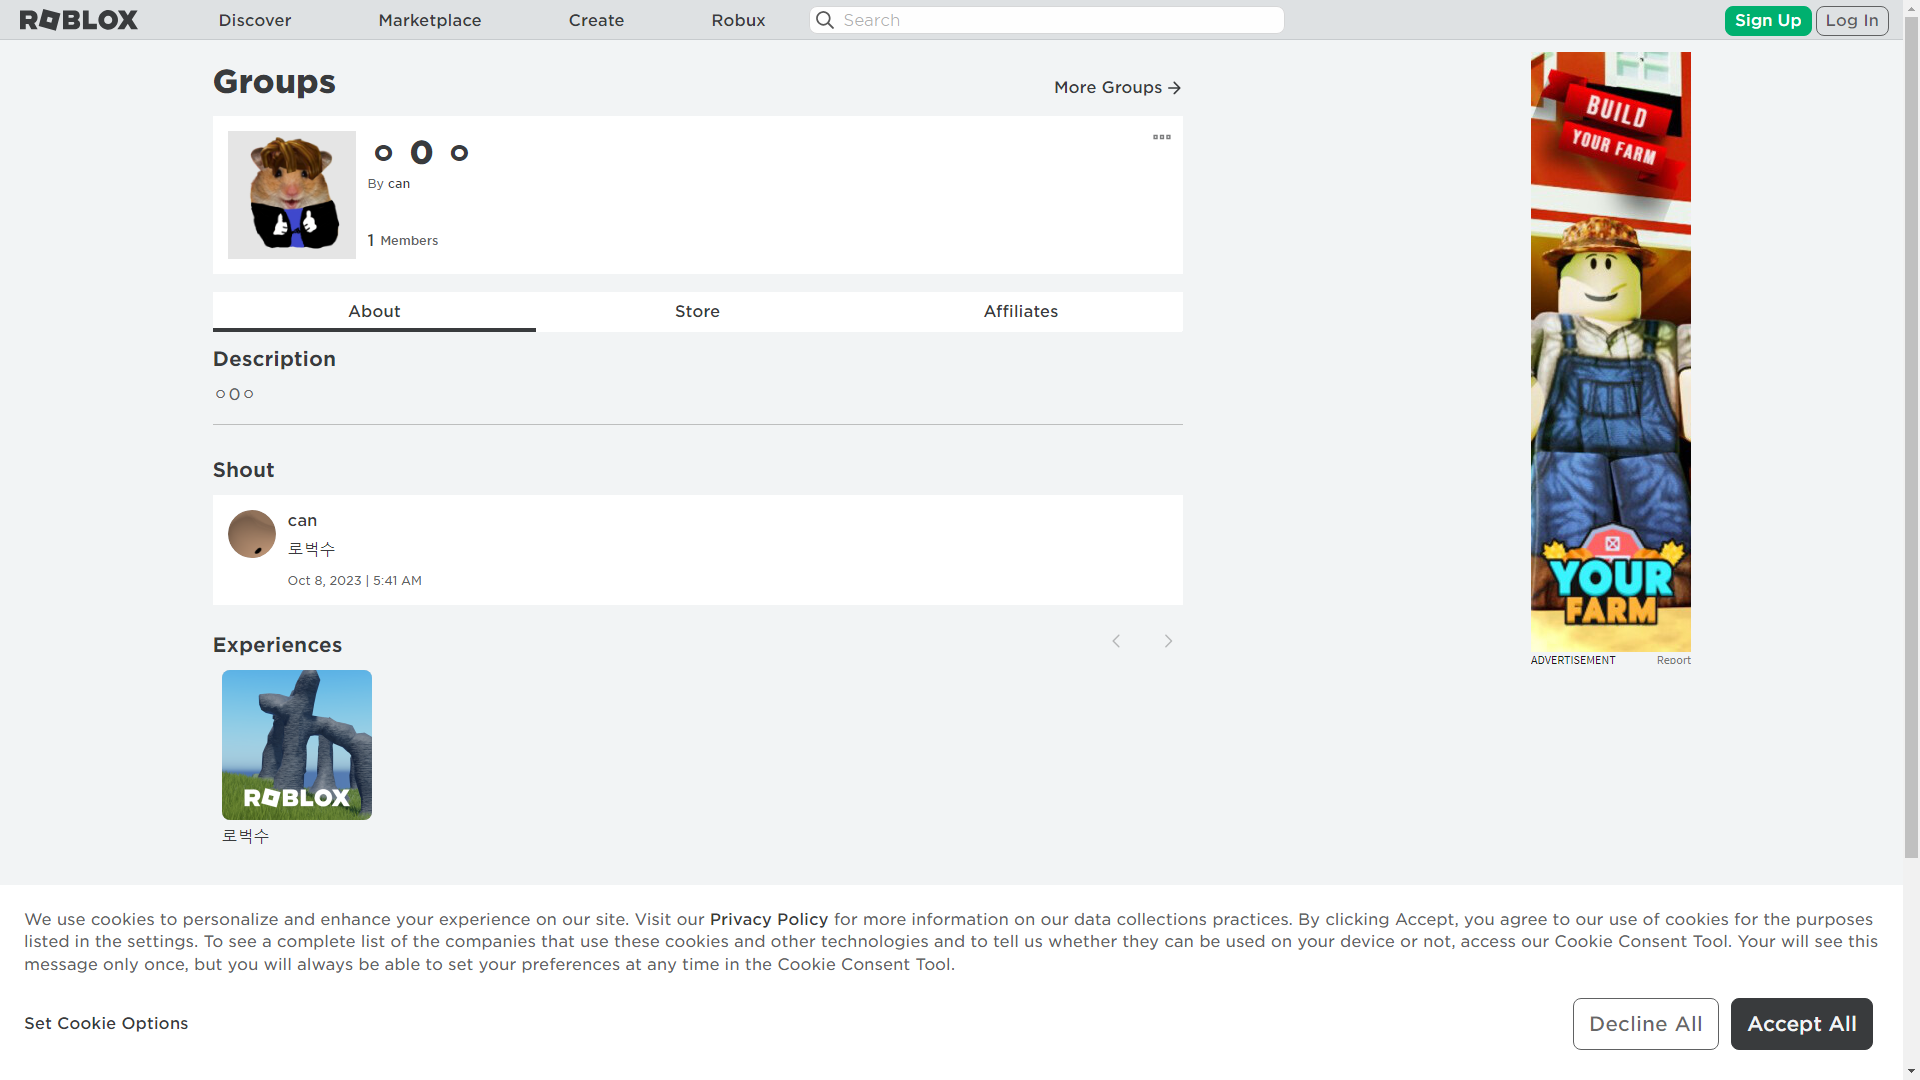 ROBLOX
Discover
Marketplace
Create
Robux
Search
Sign Up
Log In
Groups
More Groups
ㅇ0ㅇ
By can
1 Members
About
Store
Affiliates
Description
ㅇ0ㅇ
Shout
can
로벅수
Oct 8, 2023 | 5:41 AM
Experiences
ROBLOX
로벅수
BUILD
YOUR FARM
YOUR
FARM
ADVERTISEMENT
Report
We use cookies to personalize and enhance your experience on our site. Visit our Privacy Policy for more information on our data collections practices. By clicking Accept, you agree to our use of cookies for the purposes
listed in the settings. To see a complete list of the companies that use these cookies and other technologies and to tell us whether they can be used on your device or not, access our Cookie Consent Tool. Your will see this
message only once, but you will always be able to set your preferences at any time in the Cookie Consent Tool.
Set Cookie Options
Decline All
Accept All